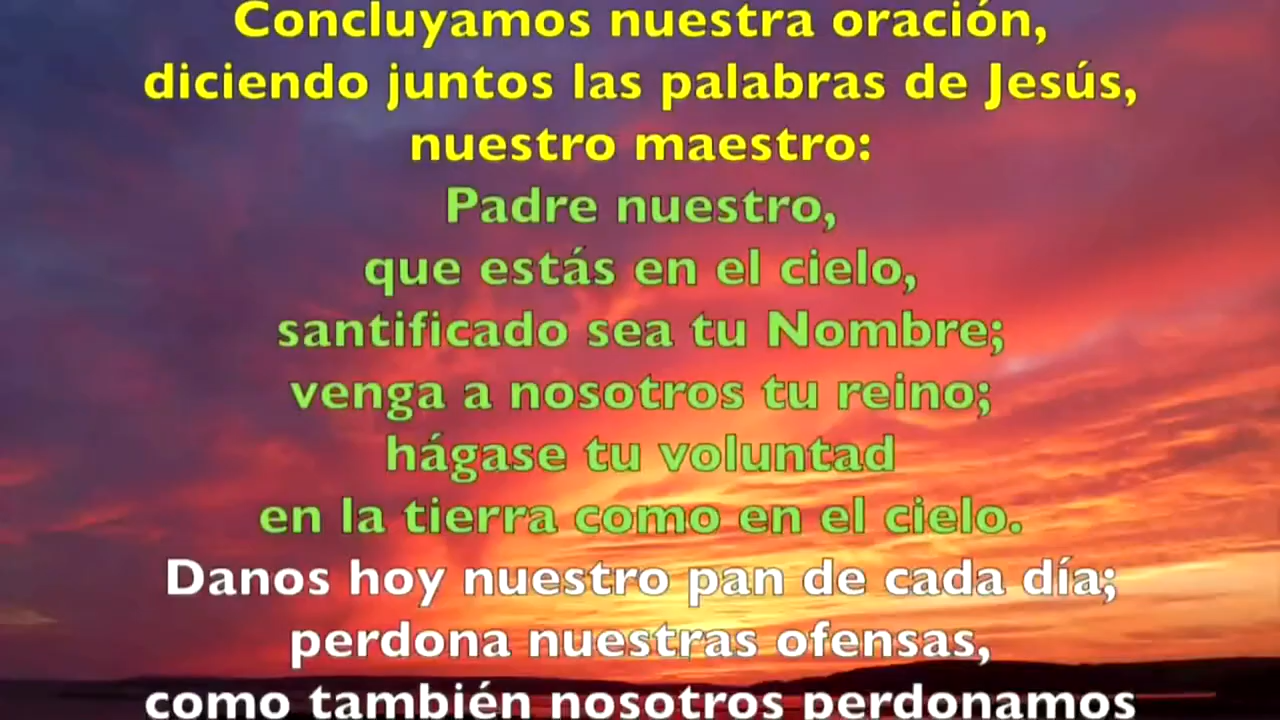 Concluyamos nuestra oración,
diciendo juntos las palabras de Jesús,
nuestro maestro:
Padre nuestro,
que estás en el cielo,
santificado sea tu Nombre;
venga a nosotros tu reino;
hágase tu voluntad
en la tierra como en el cielo.
Danos hoy nuestro pan de cada día;
perdona nuestras ofensas,
como también nosotros perdonamos